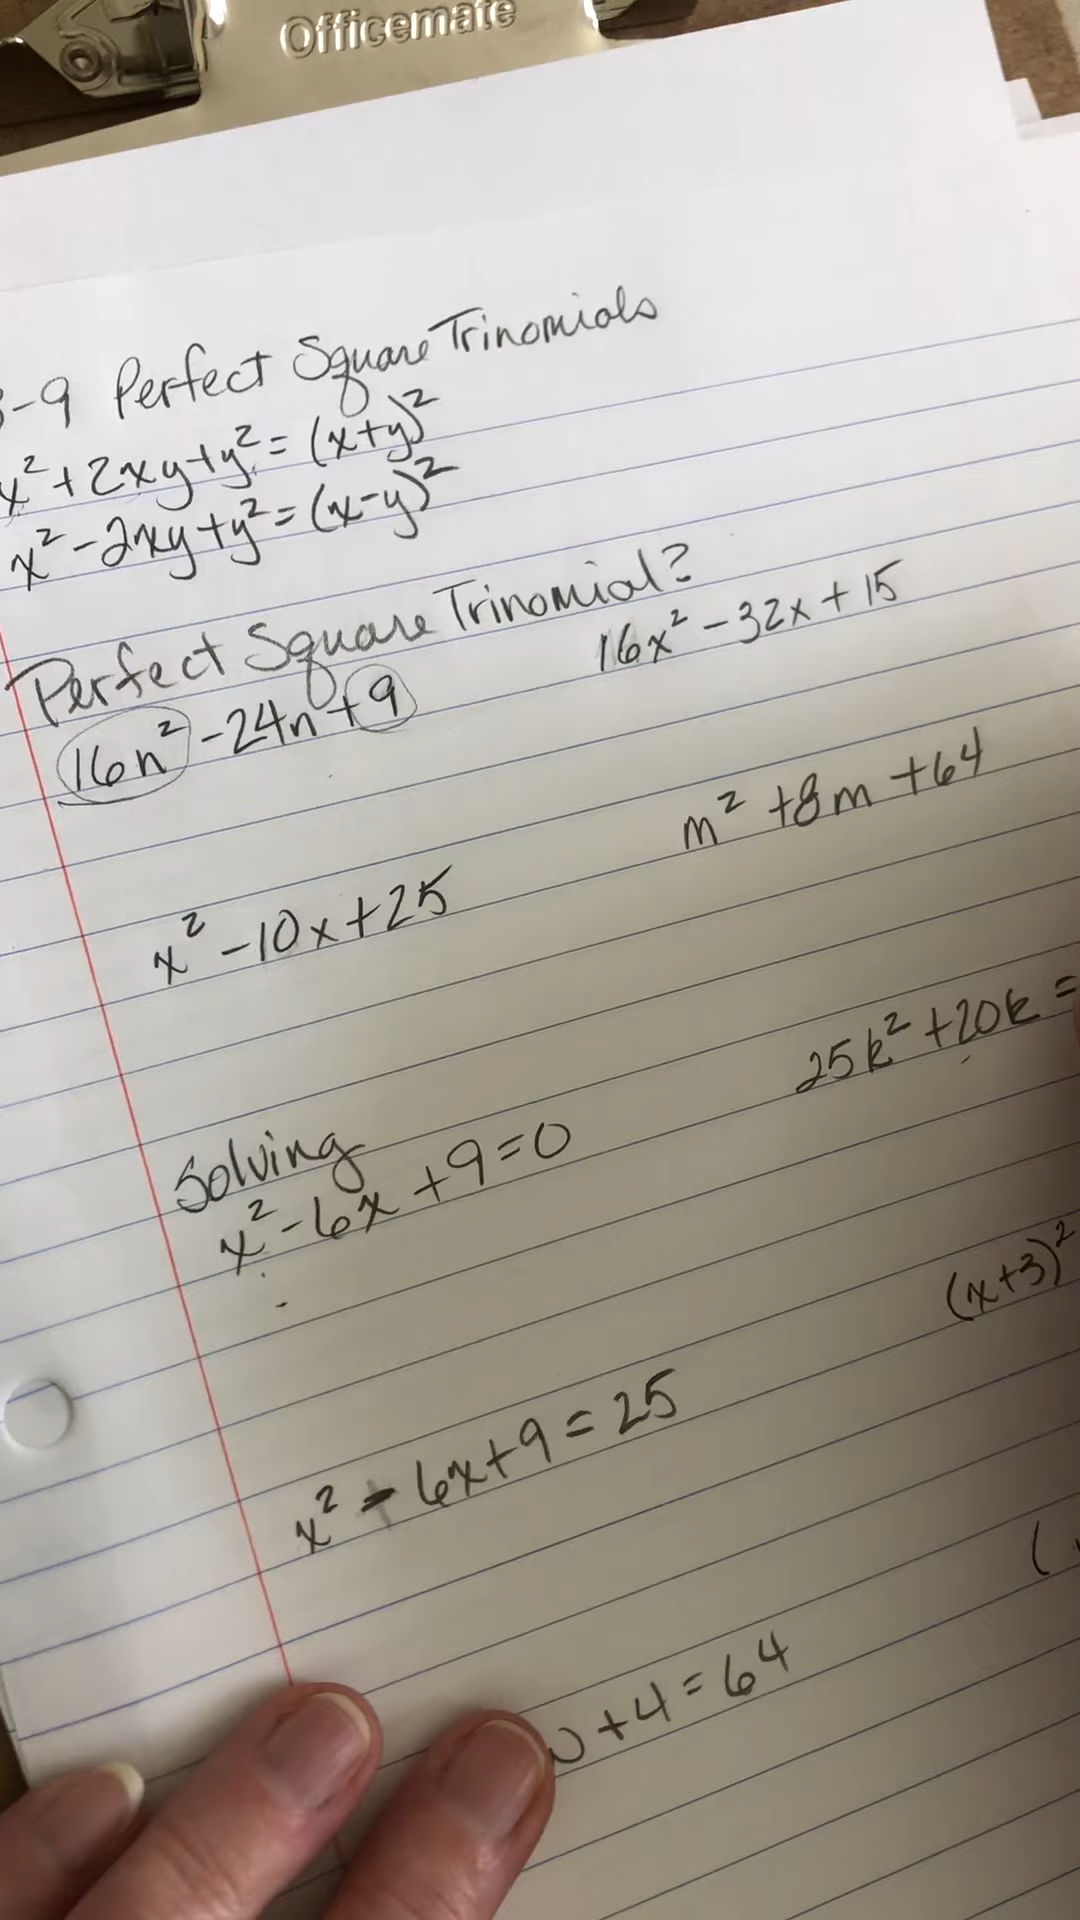 Officemate
-9 Perfect Square Trinomials
x² + 2xy + y² = (x+y)²
x² - 2xy + y² = (x-y)²
Perfect Square Trinomial?
16n² - 24n + 9
16x² - 32x + 15
x² - 10x + 25
m² + 8m + 64
Solving
x² - 6x + 9 = 0
25k² + 20k =
x² - 6x + 9 = 25
(x+3)²
+ 4 = 64
(